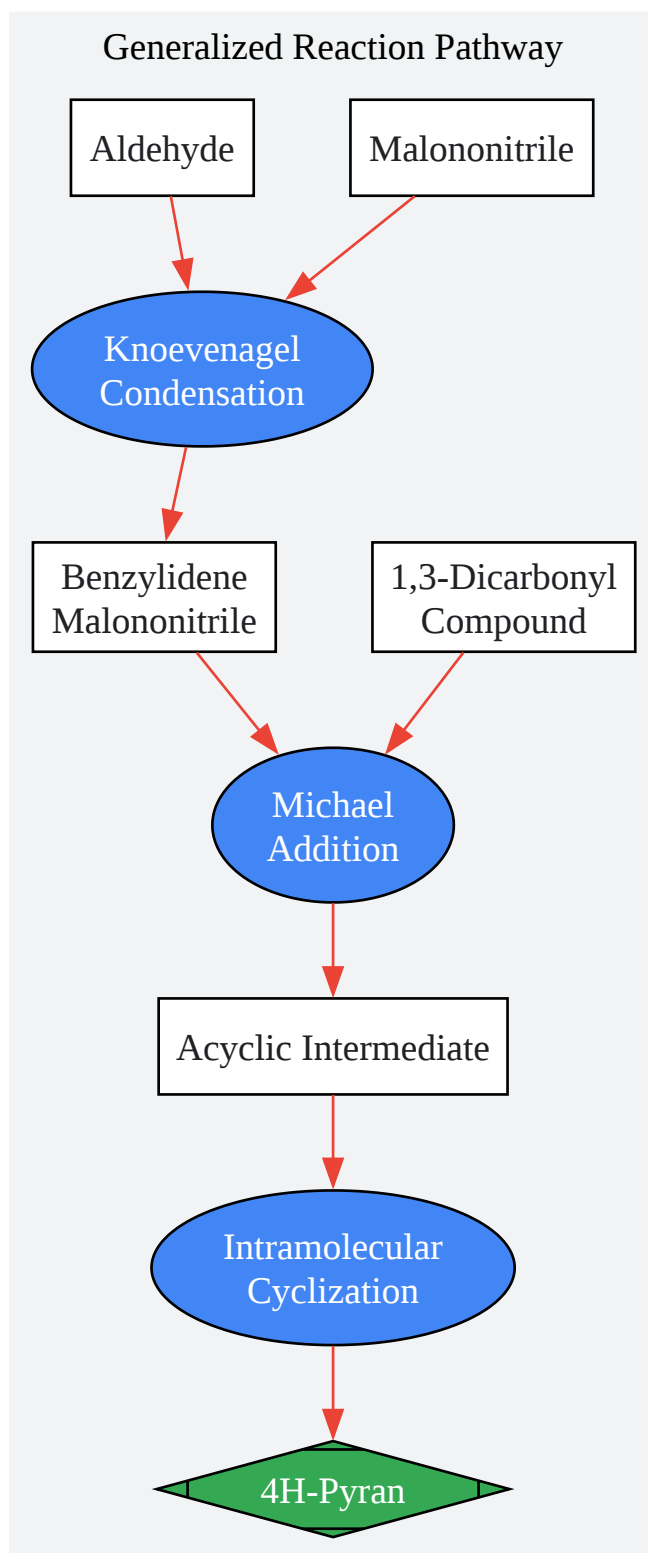 Generalized Reaction Pathway
Aldehyde
Malononitrile
Knoevenagel
Condensation
Benzylidene
Malononitrile
1,3-Dicarbonyl
Compound
Michael
Addition
Acyclic Intermediate
Intramolecular
Cyclization
4H-Pyran